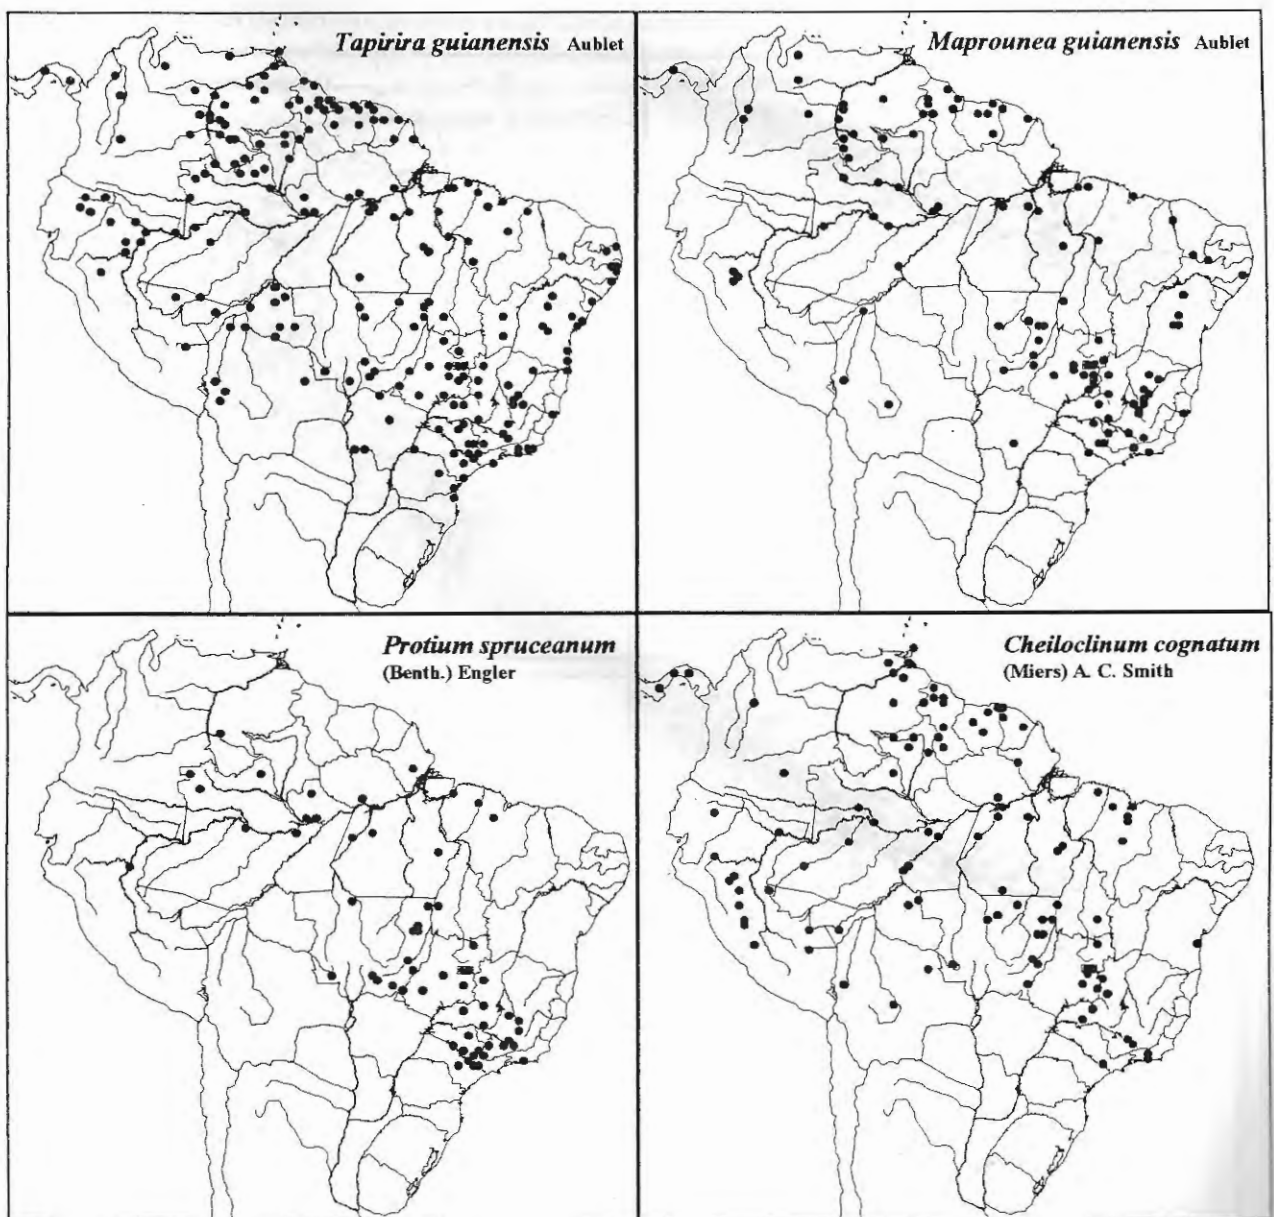 Tapirira guianensis Aublet
Maprounea guianensis Aublet
Protium spruceanum
(Benth.) Engler
Cheiloclinum cognatum
(Miers) A. C. Smith